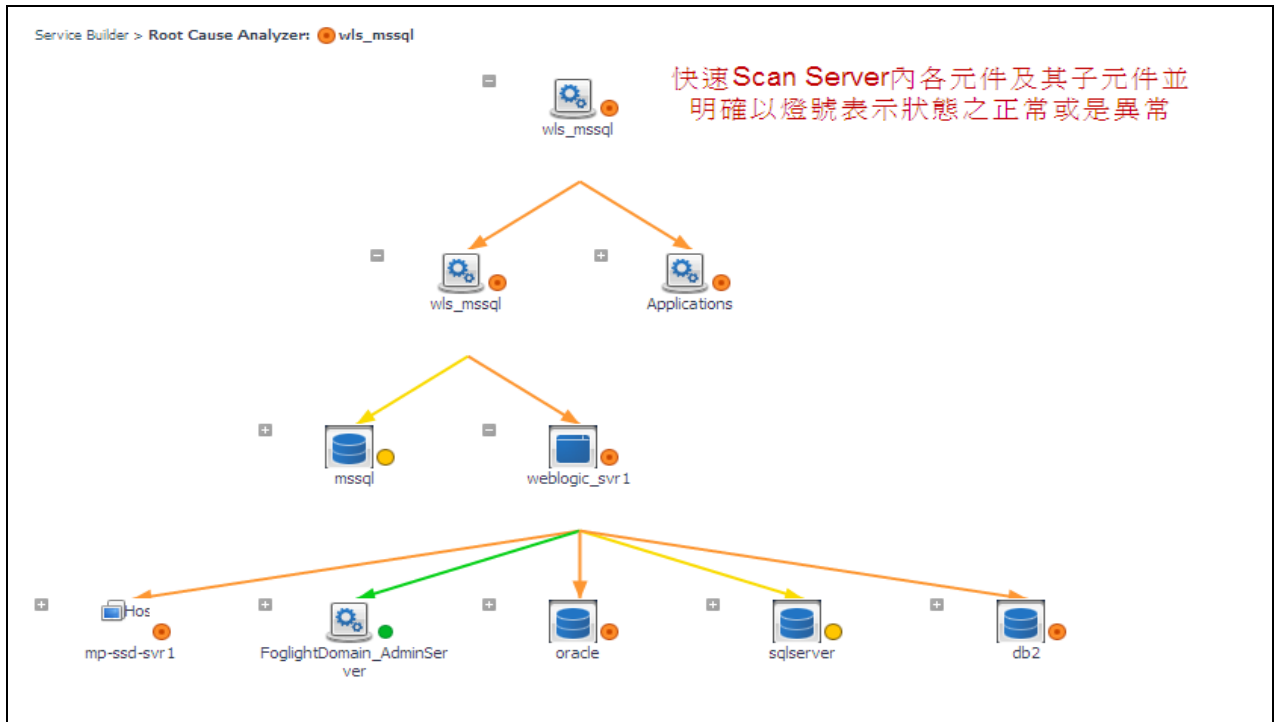 Service Builder > Root Cause Analyzer: wls_mssql
快速Scan Server內各元件及其子元件並
明確以燈號表示狀態之正常或是異常
wls_mssql
wls_mssql
Applications
mssql
weblogic_svr1
Hos
mp-ssd-svr1
FoglightDomain_AdminSer
ver
oracle
sqlserver
db2